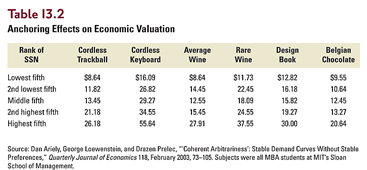 Table 13.2
Anchoring Effects on Economic Valuation
Rank of SSN Cordless Trackball Cordless Keyboard Average Wine Rare Wine Design Book Belgian Chocolate
Lowest fifth $8.64 $16.09 $8.64 $11.73 $12.82 $9.55
2nd lowest fifth 11.82 26.82 14.45 22.45 16.18 10.64
Middle fifth 13.45 29.27 12.55 18.09 15.82 12.45
2nd highest fifth 21.18 34.55 15.45 24.55 19.27 13.27
Highest fifth 26.18 55.64 27.91 37.55 30.00 20.64
Source: Dan Ariely, George Loewenstein, and Drazen Prelec, "'Coherent Arbitrariness': Stable Demand Curves Without Stable
Preferences," Quarterly Journal of Economics 118, February 2003, 73–105. Subjects were all MBA students at MIT's Sloan
School of Management.